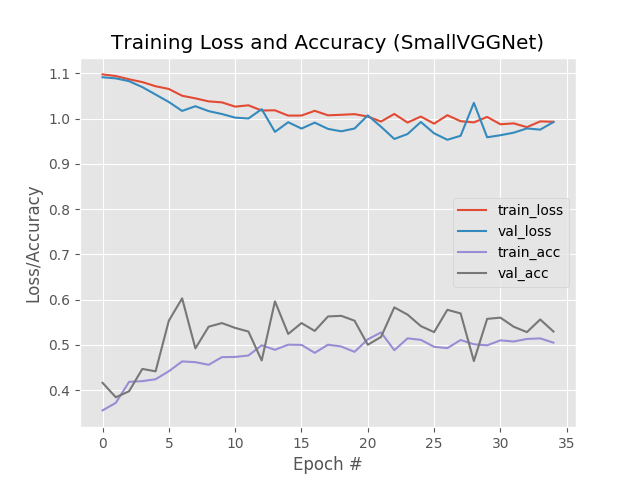 Training Loss and Accuracy (SmallVGGNet)
1.1
1.0
0.9
0.8
0.7
0.6
0.5
0.4
Loss/Accuracy
train_loss
val_loss
train_acc
val_acc
0 5 10 15 20 25 30 35
Epoch #